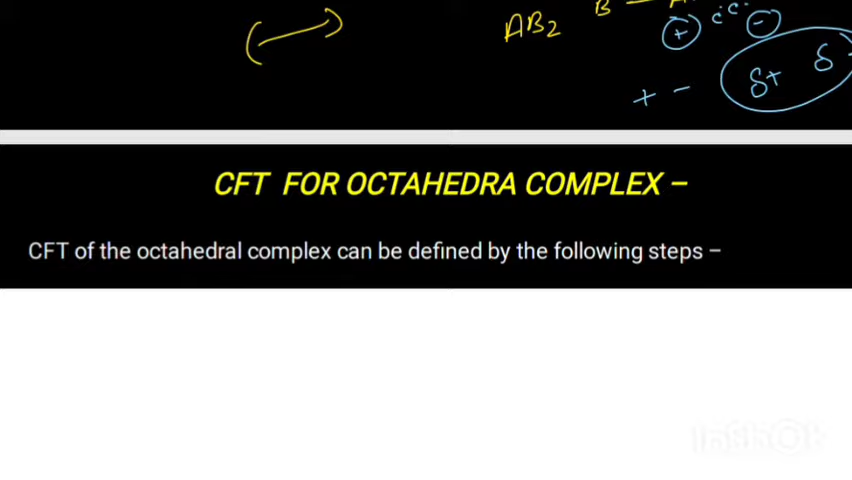 B — A
AB2
+ c̈ c̈ -
δ+ δ
+ -
CFT FOR OCTAHEDRA COMPLEX –
CFT of the octahedral complex can be defined by the following steps –